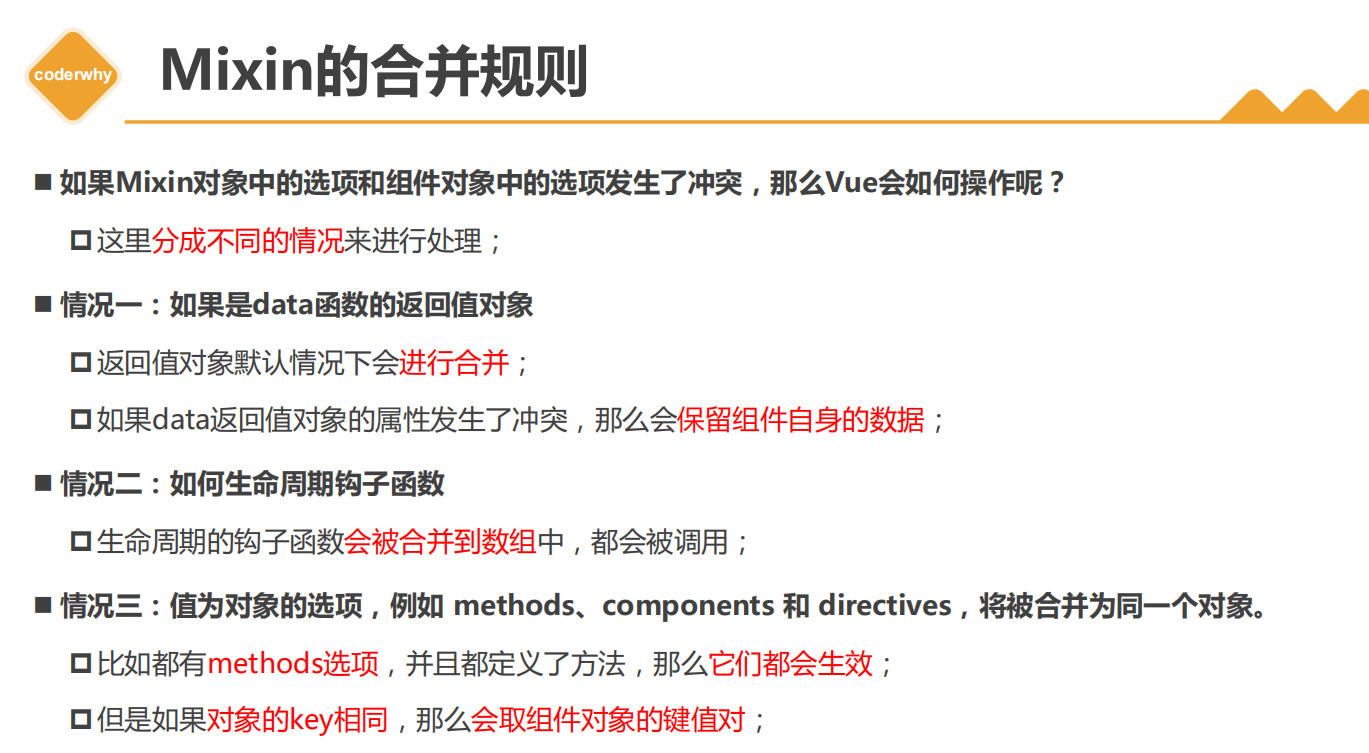 coderwhy
Mixin的合并规则
如果Mixin对象中的选项和组件对象中的选项发生了冲突，那么Vue会如何操作呢？
这里分成不同的情况来进行处理；
情况一：如果是data函数的返回值对象
返回值对象默认情况下会进行合并；
如果data返回值对象的属性发生了冲突，那么会保留组件自身的数据；
情况二：如何生命周期钩子函数
生命周期的钩子函数会被合并到数组中，都会被调用；
情况三：值为对象的选项，例如 methods、components 和 directives，将被合并为同一个对象。
比如都有methods选项，并且都定义了方法，那么它们都会生效；
但是如果对象的key相同，那么会取组件对象的键值对；